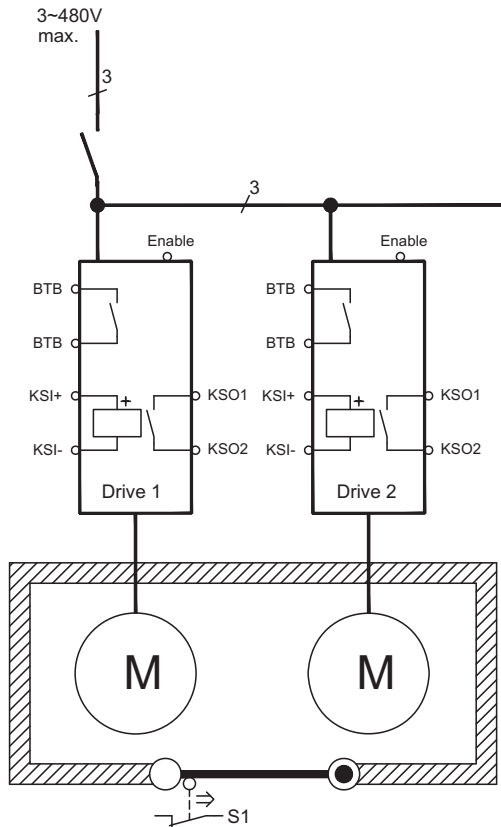 3~480V
max.
3
3
Enable
Enable
BTB
BTB
BTB
BTB
KSI+
+
KSO1
KSI+
+
KSO1
KSI-
KSO2
KSI-
KSO2
Drive 1
Drive 2
M
M
S1